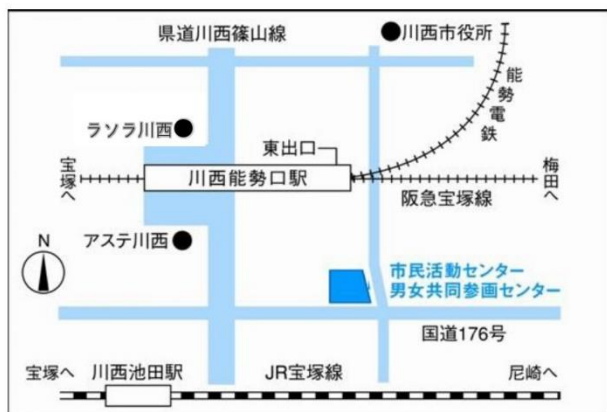 県道川西篠山線
川西市役所
能勢電鉄
ラソラ川西
東出口
宝塚へ
川西能勢口駅
梅田へ
阪急宝塚線
アステ川西
N
市民活動センター
男女共同参画センター
国道176号
宝塚へ
川西池田駅
JR宝塚線
尼崎へ